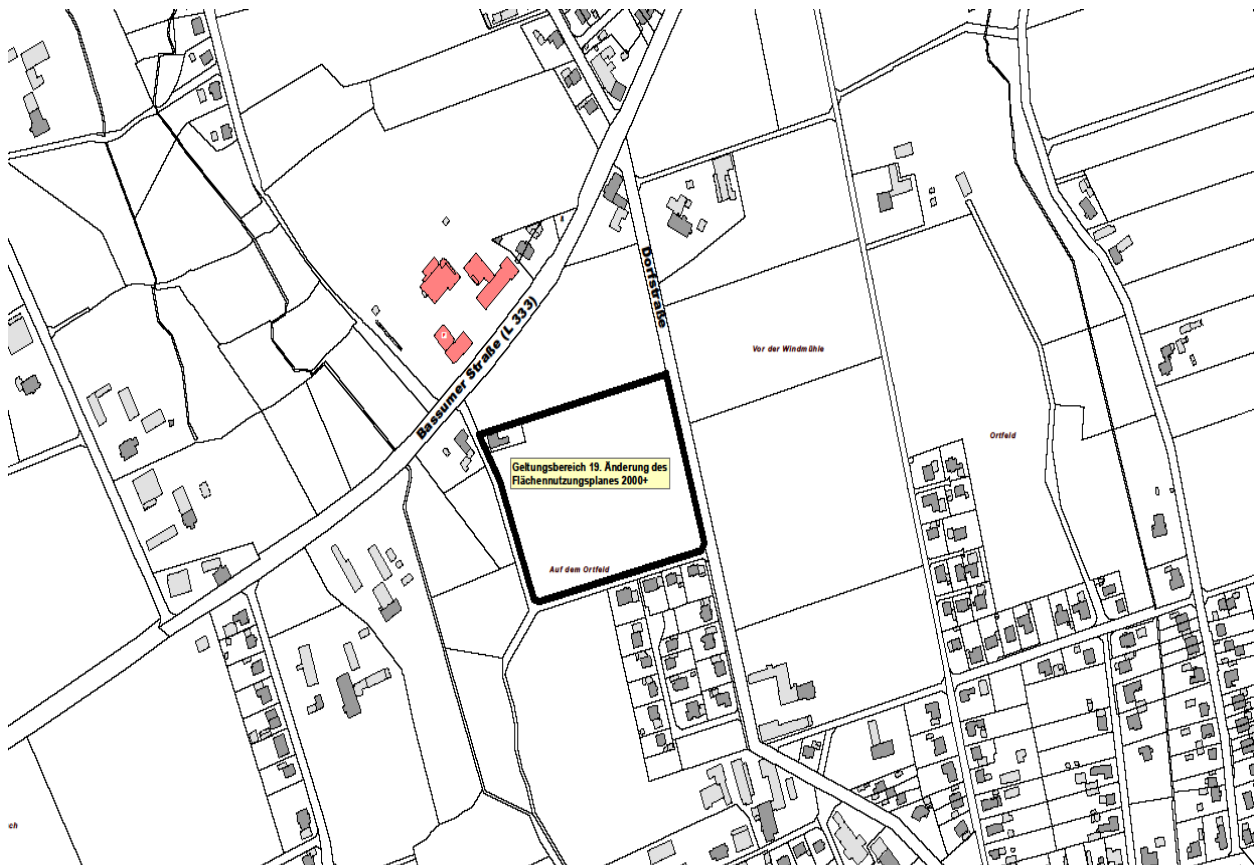 Dorfstraße
Bassumer Straße (L 333)
Vor der Windmühle
Ortfeld
Geltungsbereich 19. Änderung des
Flächennutzungsplanes 2000+
Auf dem Ortfeld